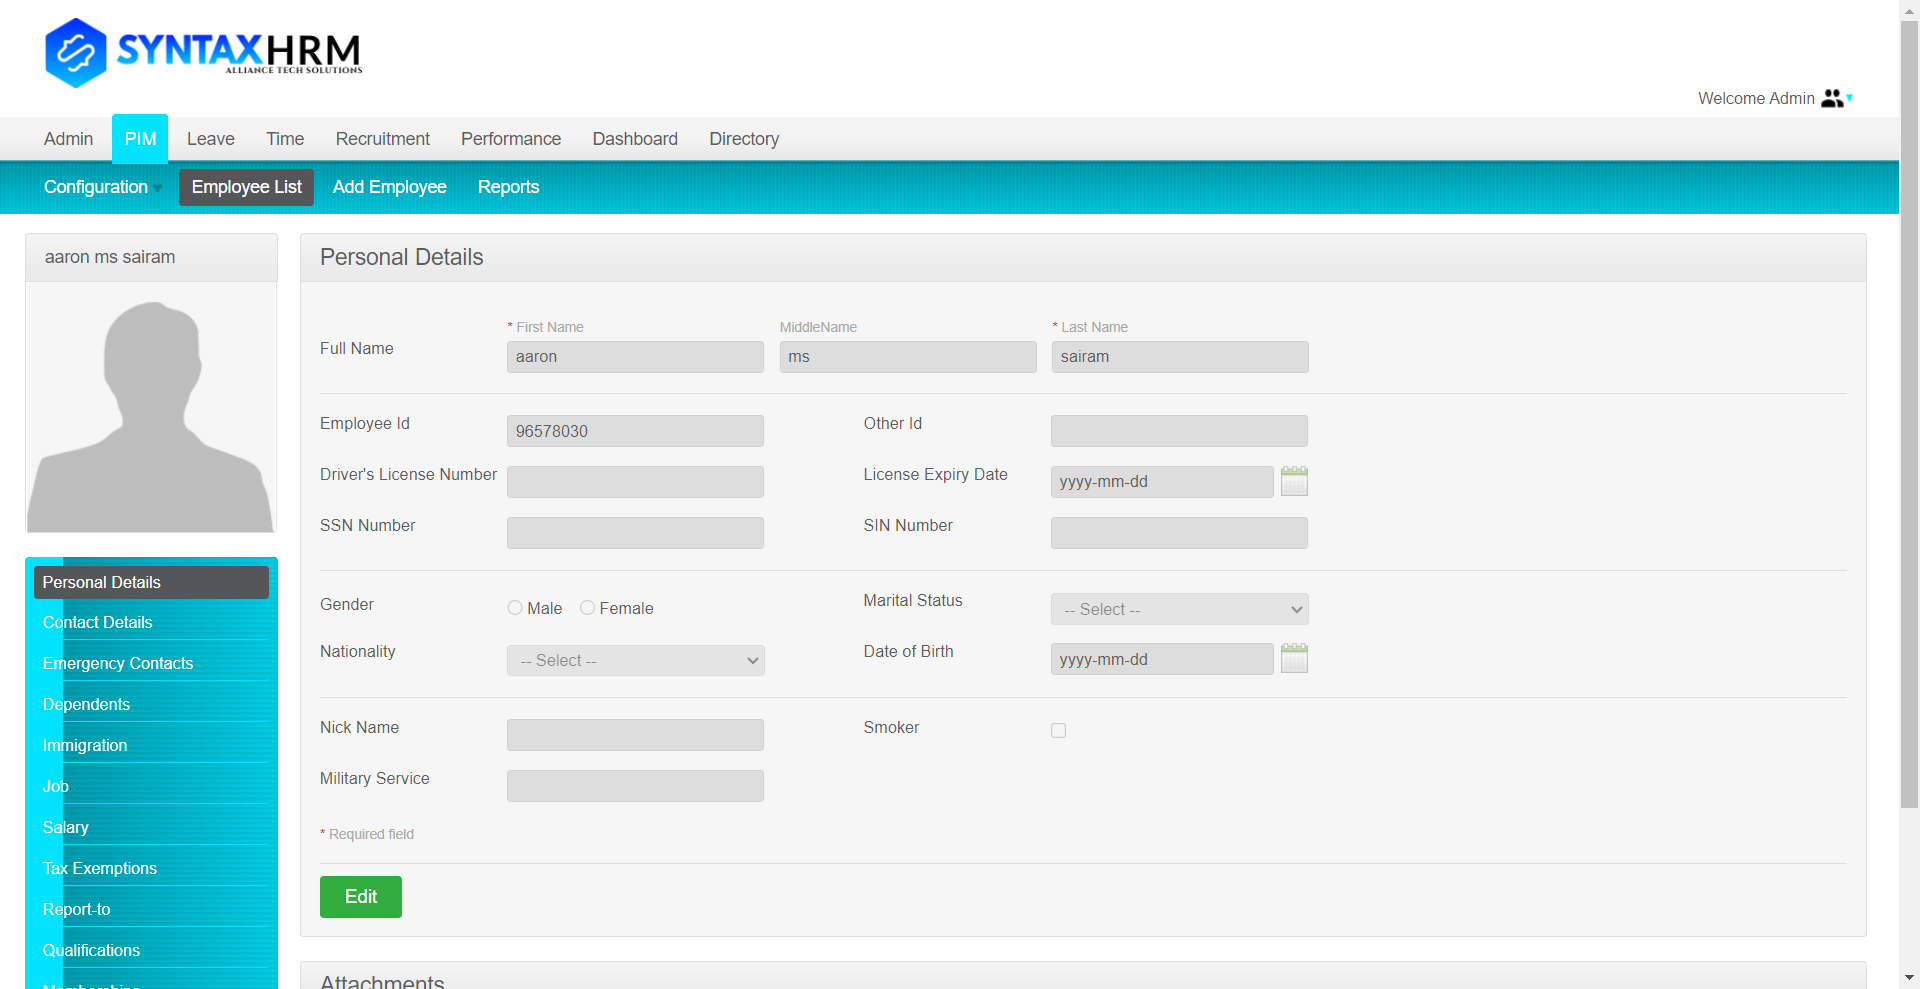 SYNTAXHRM
ALLIANCE TECH SOLUTIONS
Welcome Admin
Admin PIM Leave Time Recruitment Performance Dashboard Directory
Configuration Employee List Add Employee Reports
aaron ms sairam
Personal Details
Contact Details
Emergency Contacts
Dependents
Immigration
Job
Salary
Tax Exemptions
Report-to
Qualifications
Memberships
Personal Details
* First Name MiddleName * Last Name
Full Name aaron ms sairam
Employee Id 96578030 Other Id
Driver's License Number License Expiry Date yyyy-mm-dd
SSN Number SIN Number
Gender Male Female Marital Status -- Select --
Nationality -- Select -- Date of Birth yyyy-mm-dd
Nick Name Smoker
Military Service
* Required field
Edit
Attachments